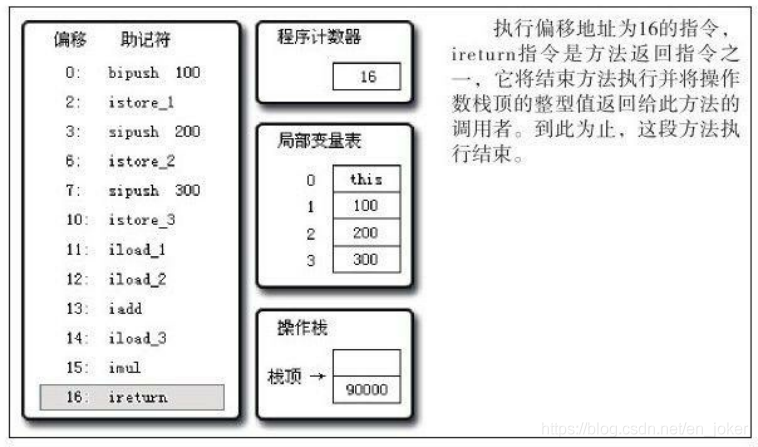 偏移 助记符
0: bipush 100
2: istore_1
3: sipush 200
6: istore_2
7: sipush 300
10: istore_3
11: iload_1
12: iload_2
13: iadd
14: iload_3
15: imul
16: ireturn
程序计数器
16
局部变量表
0 this
1 100
2 200
3 300
操作栈
栈顶 →
90000
执行偏移地址为16的指令，
ireturn指令是方法返回指令之
一，它将结束方法执行并将操作
数栈顶的整型值返回给此方法的
调用者。到此为止，这段方法执
行结束。
https://blog.csdn.net/en_joker